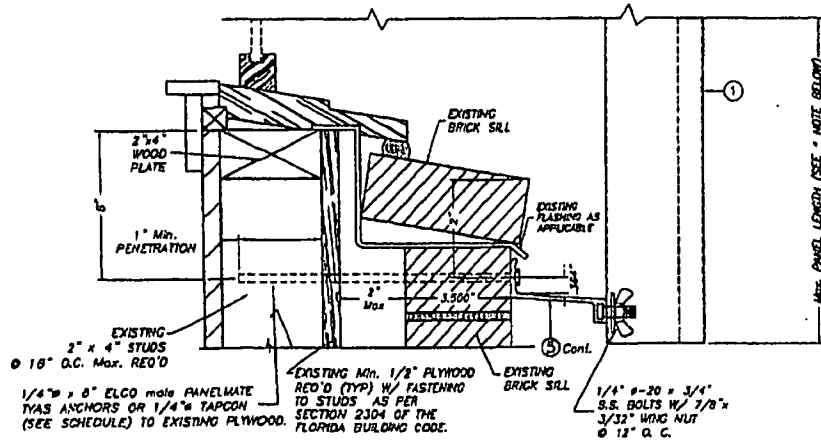 EXISTING
BRICK SILL
2"x4"
WOOD
PLATE
EXISTING
FLASHING AS
APPLICABLE
6"
2"
1" Min.
PENETRATION
3/4"
2"
Max
3.500"
1
Max. PANEL LENGTH (SEE * NOTE BELOW)
EXISTING
2" x 4" STUDS
@ 16" O.C. Max. REQ'D
5 Cont.
1/4"ø x 8" ELCO male PANELMATE
TYAS ANCHORS OR 1/4"ø TAPCON
(SEE SCHEDULE) TO EXISTING PLYWOOD.
EXISTING Min. 1/2" PLYWOOD
REQ'D (TYP) W/ FASTENING
TO STUDS AS PER
SECTION 2304 OF THE
FLORIDA BUILDING CODE.
EXISTING
BRICK SILL
1/4" ø-20 x 3/4"
S.S. BOLTS W/ 7/8"x
3/32" WING NUT
@ 12" O. C.